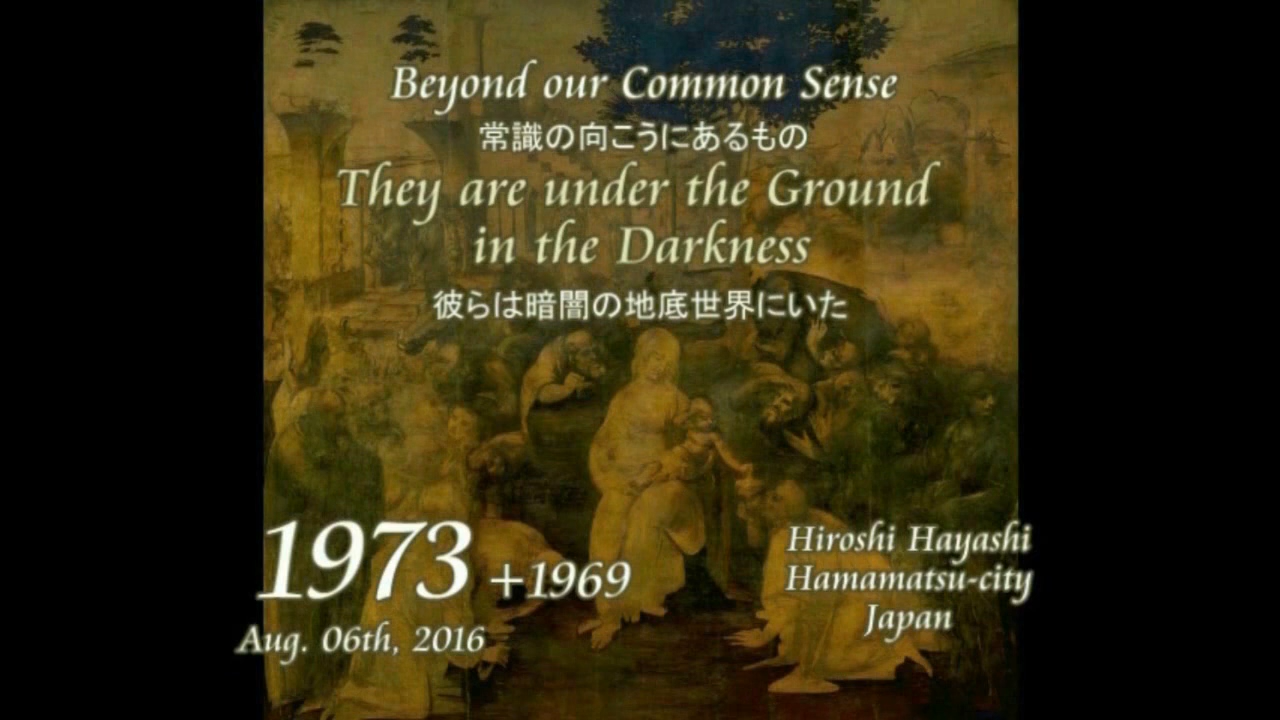 Beyond our Common Sense
常識の向こうにあるもの
They are under the Ground
in the Darkness
彼らは暗闇の地底世界にいた
1973 +1969
Aug. 06th, 2016
Hiroshi Hayashi
Hamamatsu-city
Japan